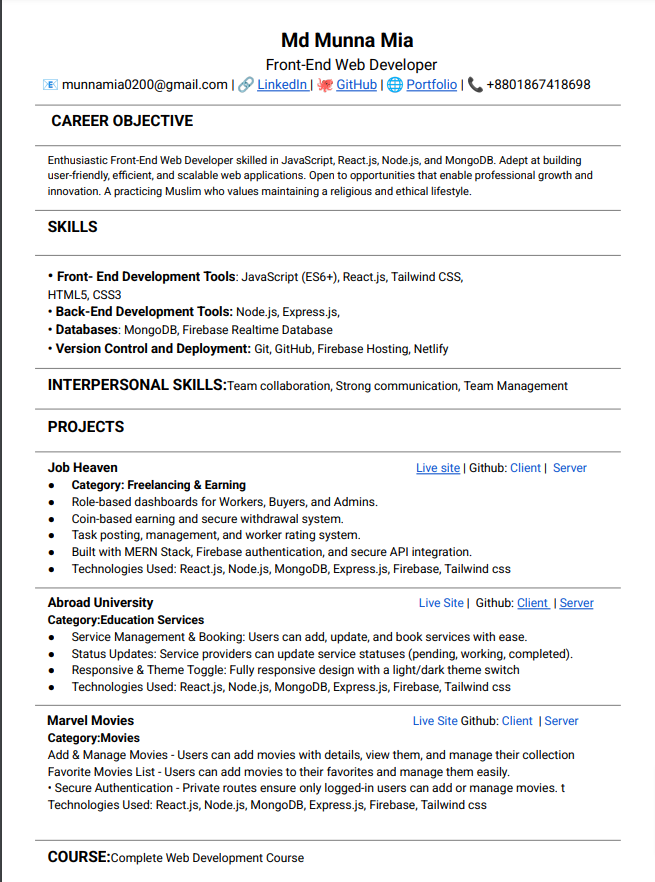 Md Munna Mia
Front-End Web Developer
📧 munnamia0200@gmail.com | 🔗 LinkedIn | 🐙 GitHub | 🌐 Portfolio | 📞 +8801867418698
CAREER OBJECTIVE
Enthusiastic Front-End Web Developer skilled in JavaScript, React.js, Node.js, and MongoDB. Adept at building
user-friendly, efficient, and scalable web applications. Open to opportunities that enable professional growth and
innovation. A practicing Muslim who values maintaining a religious and ethical lifestyle.
SKILLS
• Front- End Development Tools: JavaScript (ES6+), React.js, Tailwind CSS,
HTML5, CSS3
• Back-End Development Tools: Node.js, Express.js,
• Databases: MongoDB, Firebase Realtime Database
• Version Control and Deployment: Git, GitHub, Firebase Hosting, Netlify
INTERPERSONAL SKILLS:Team collaboration, Strong communication, Team Management
PROJECTS
Job Heaven Live site | Github: Client | Server
● Category: Freelancing & Earning
● Role-based dashboards for Workers, Buyers, and Admins.
● Coin-based earning and secure withdrawal system.
● Task posting, management, and worker rating system.
● Built with MERN Stack, Firebase authentication, and secure API integration.
● Technologies Used: React.js, Node.js, MongoDB, Express.js, Firebase, Tailwind css
Abroad University Live Site | Github: Client | Server
Category:Education Services
● Service Management & Booking: Users can add, update, and book services with ease.
● Status Updates: Service providers can update service statuses (pending, working, completed).
● Responsive & Theme Toggle: Fully responsive design with a light/dark theme switch
● Technologies Used: React.js, Node.js, MongoDB, Express.js, Firebase, Tailwind css
Marvel Movies Live Site Github: Client | Server
Category:Movies
Add & Manage Movies - Users can add movies with details, view them, and manage their collection
Favorite Movies List - Users can add movies to their favorites and manage them easily.
• Secure Authentication - Private routes ensure only logged-in users can add or manage movies. t
Technologies Used: React.js, Node.js, MongoDB, Express.js, Firebase, Tailwind css
COURSE:Complete Web Development Course